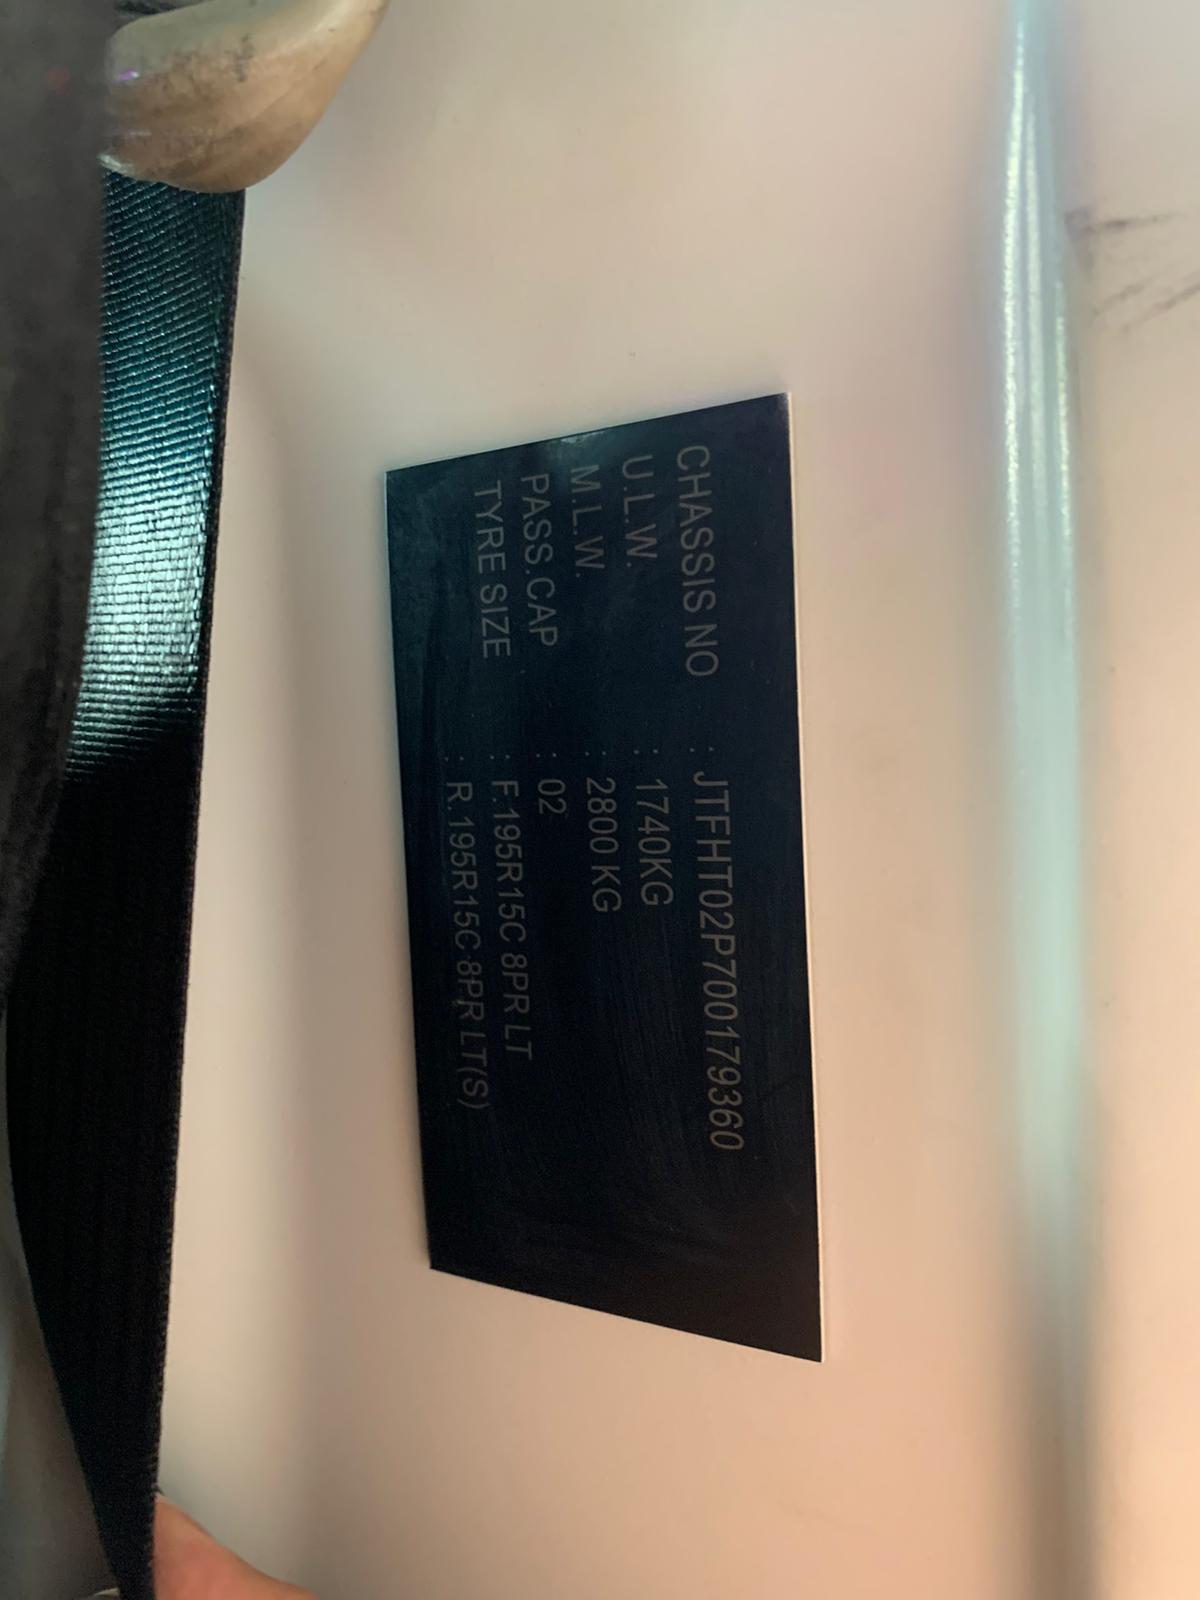 CHASSIS NO : JTFHT02P700179360
U.L.W. : 1740KG
M.L.W. : 2800 KG
PASS.CAP : 02
TYRE SIZE : F.195R15C 8PR LT
: R.195R15C 8PR LT(S)